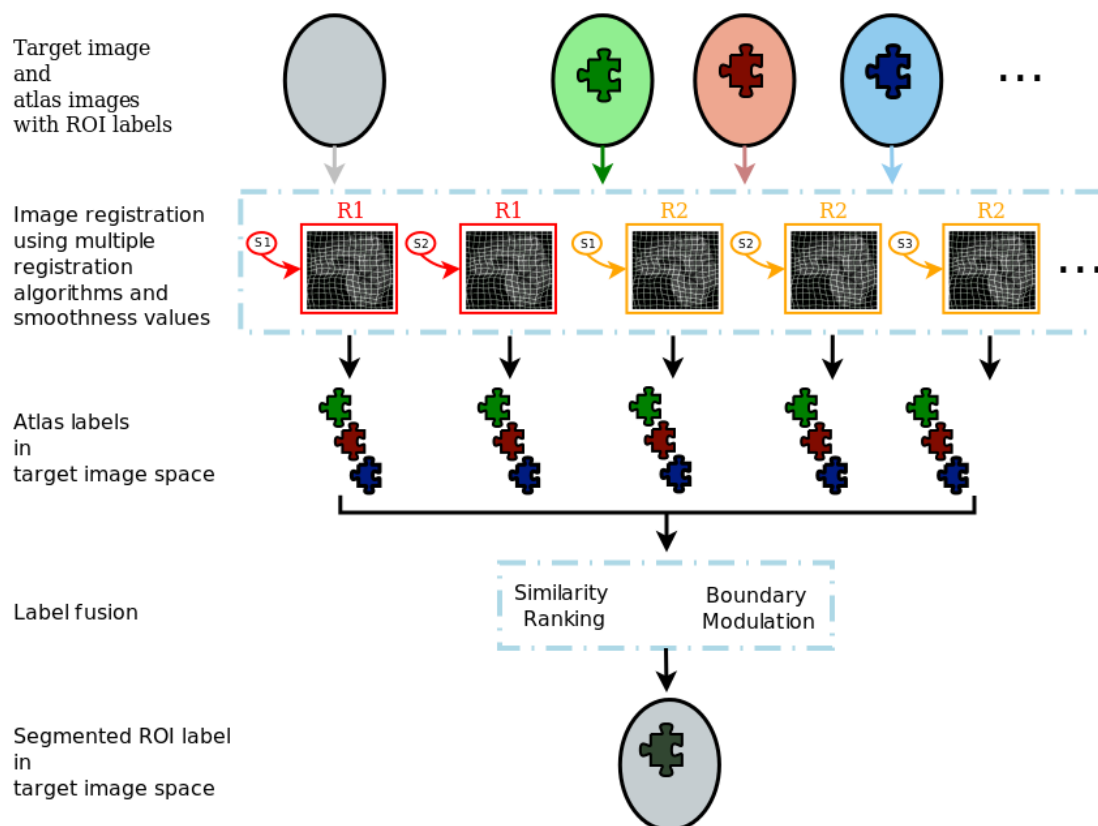 Target image
and
atlas images
with ROI labels
...
Image registration
using multiple
registration
algorithms and
smoothness values
R1
R1
R2
R2
R2
S1
S2
S1
S2
S3
...
Atlas labels
in
target image space
Label fusion
Similarity
Ranking
Boundary
Modulation
Segmented ROI label
in
target image space